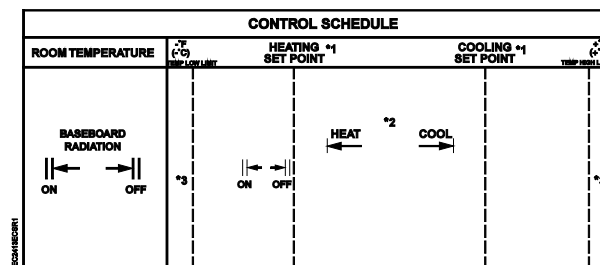 CONTROL SCHEDULE
ROOM TEMPERATURE
-°F
(-°C)
TEMP LOW LIMIT
HEATING *1
SET POINT
COOLING *1
SET POINT
+°
(+°
TEMP HIGH L
BASEBOARD
RADIATION
ON OFF
*3
ON OFF
*2
HEAT COOL